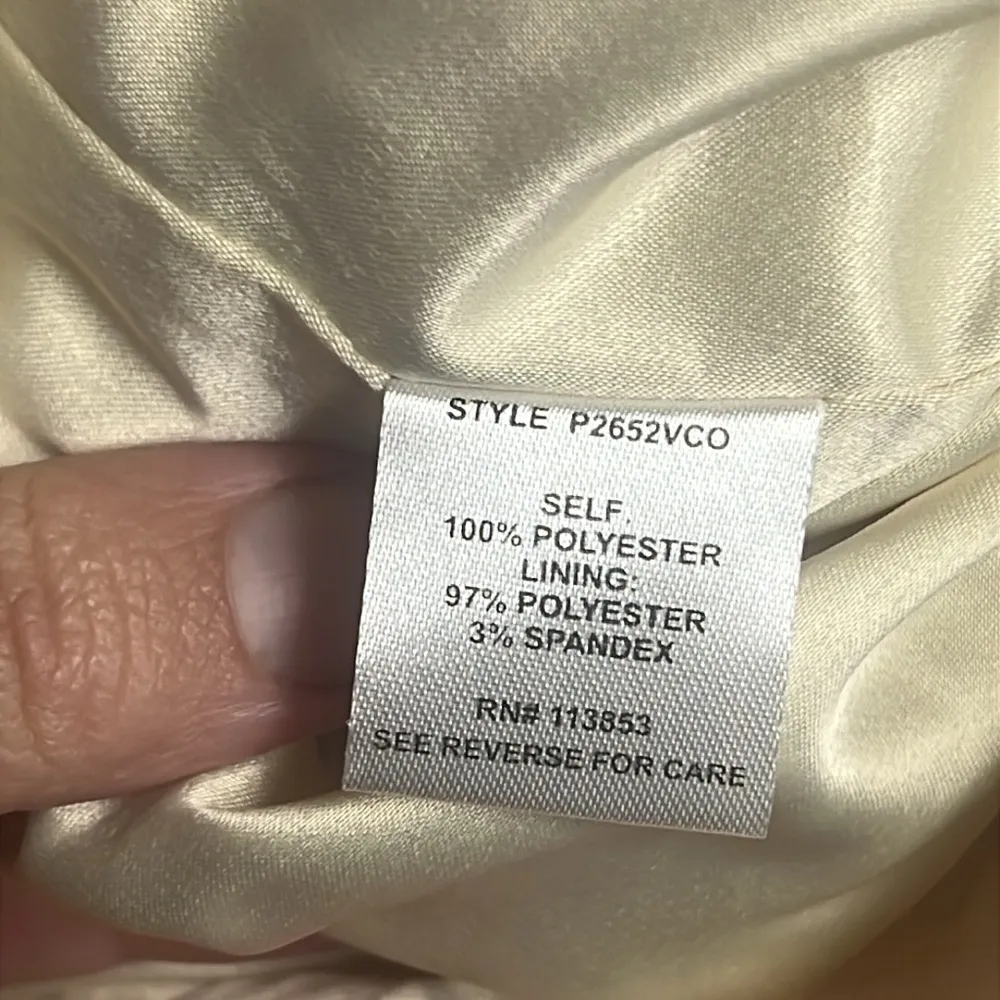 STYLE P2652VCO
SELF.
100% POLYESTER
LINING:
97% POLYESTER
3% SPANDEX
RN# 113853
SEE REVERSE FOR CARE